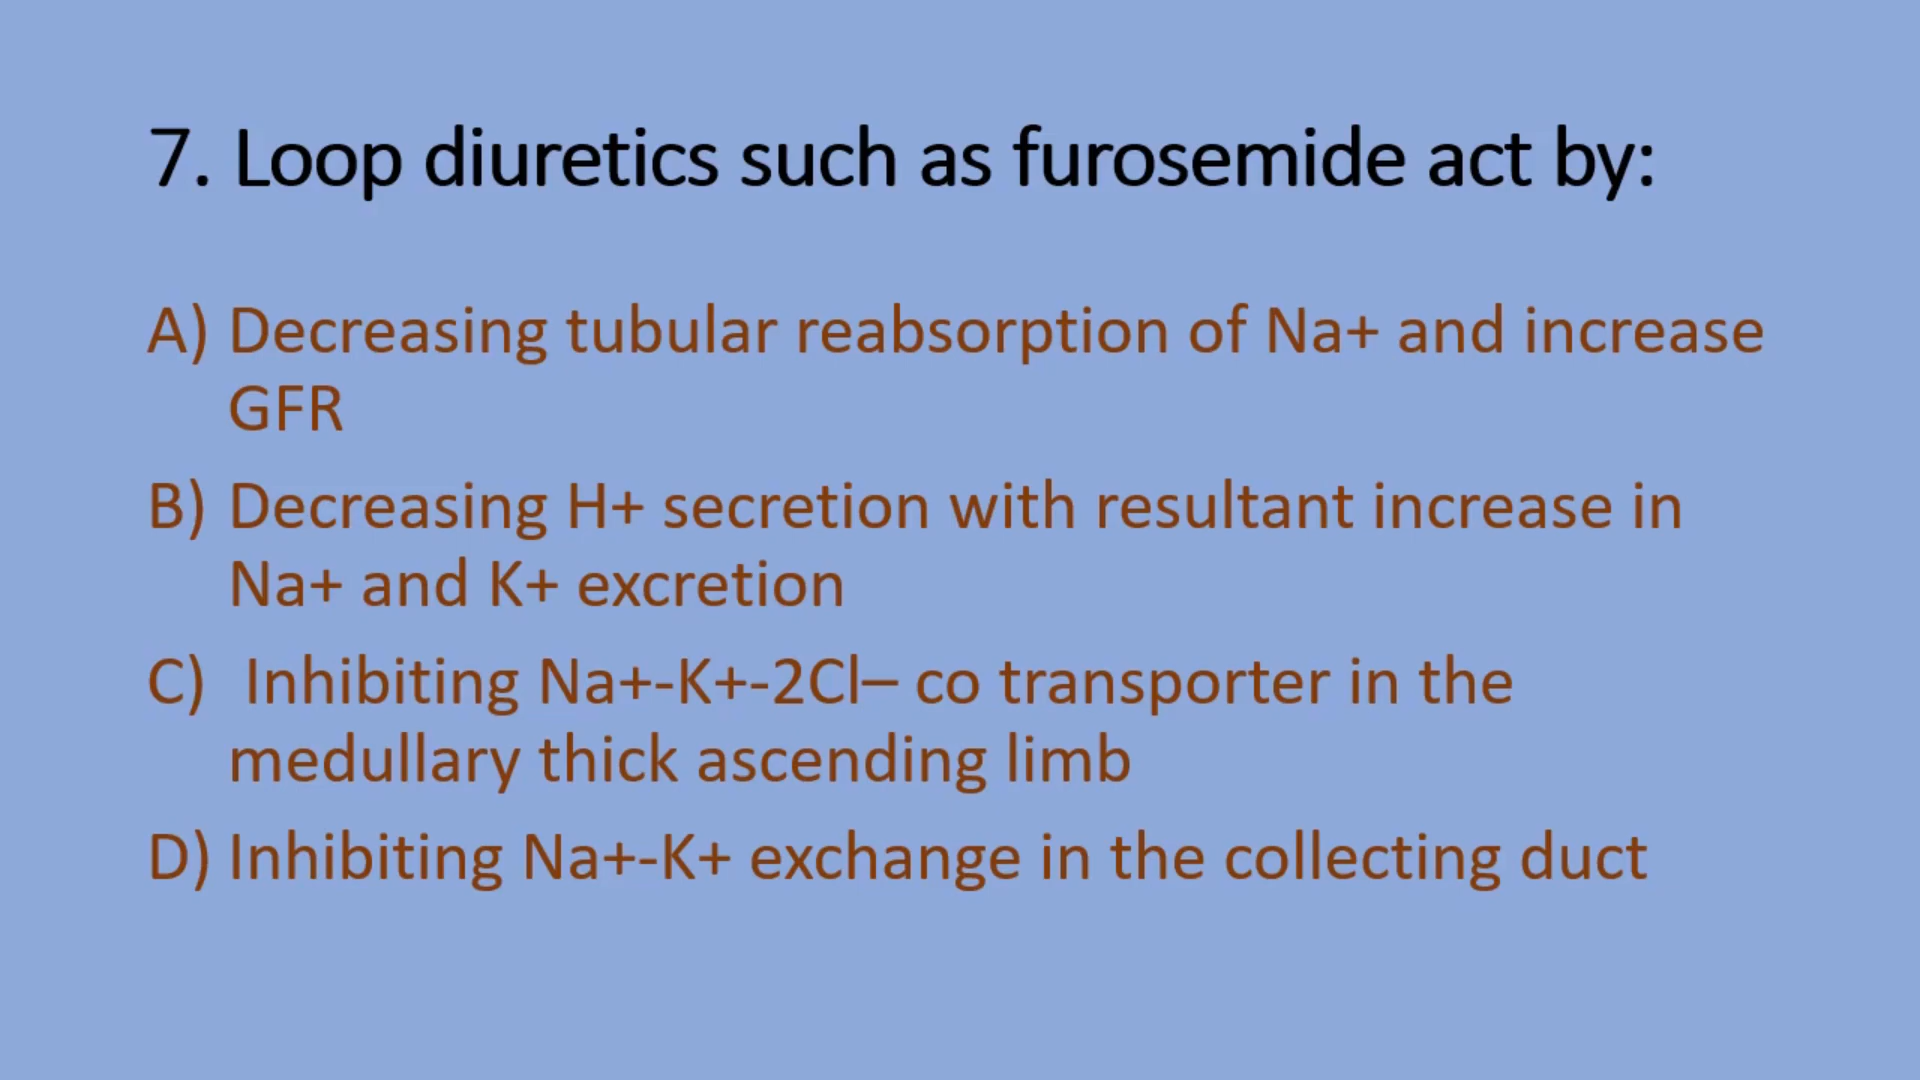 7. Loop diuretics such as furosemide act by:
A) Decreasing tubular reabsorption of Na+ and increase
GFR
B) Decreasing H+ secretion with resultant increase in
Na+ and K+ excretion
C) Inhibiting Na+-K+-2Cl– co transporter in the
medullary thick ascending limb
D) Inhibiting Na+-K+ exchange in the collecting duct